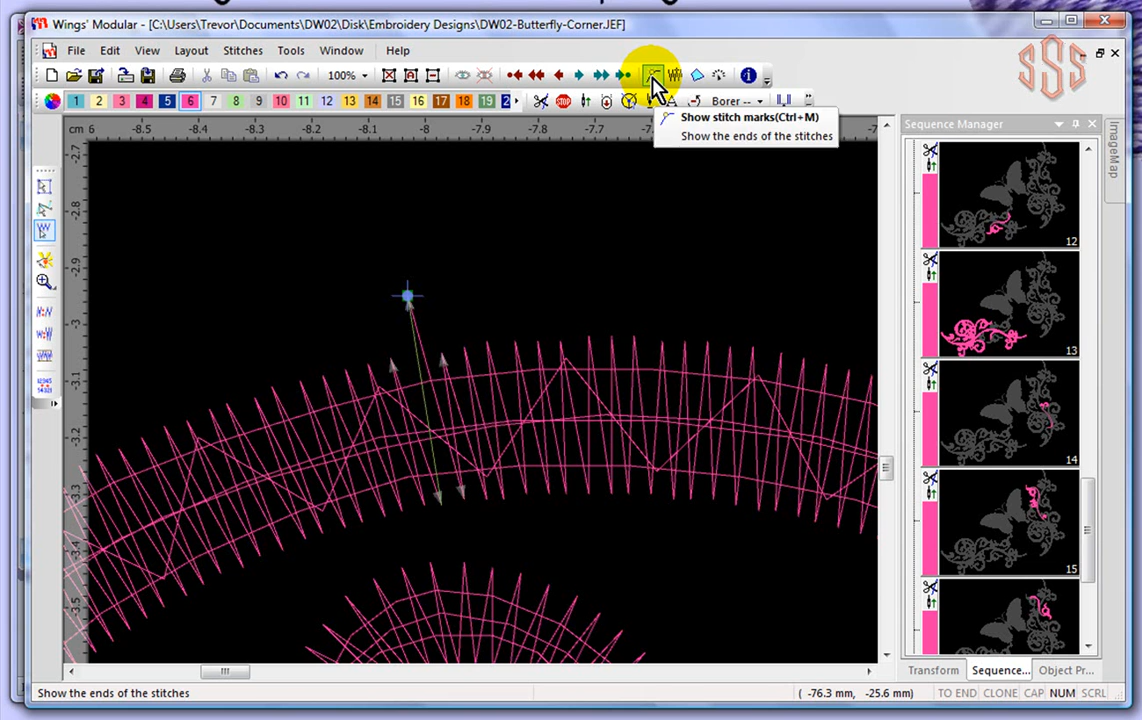 Wings' Modular - [C:\Users\Trevor\Documents\DW02\Disk\Embroidery Designs\DW02-Butterfly-Corner.JEF]
File Edit View Layout Stitches Tools Window Help
100%
1 2 3 4 5 6 7 8 9 10 11 12 13 14 15 16 17 18 19 2 Borer --
SSS
Show stitch marks(Ctrl+M)
Show the ends of the stitches
cm 6 -8.5 -8.4 -8.3 -8.2 -8.1 -8 -7.9 -7.8 -7.7
-2.7
-2.8
-2.9
-3
-3.1
-3.2
-3.3
-3.4
-3.5
Sequence Manager
ImageMap
12
13
14
15
Transform Sequence... Object Pr...
Show the ends of the stitches
( -76.3 mm, -25.6 mm) TO END CLONE CAP NUM SCRL